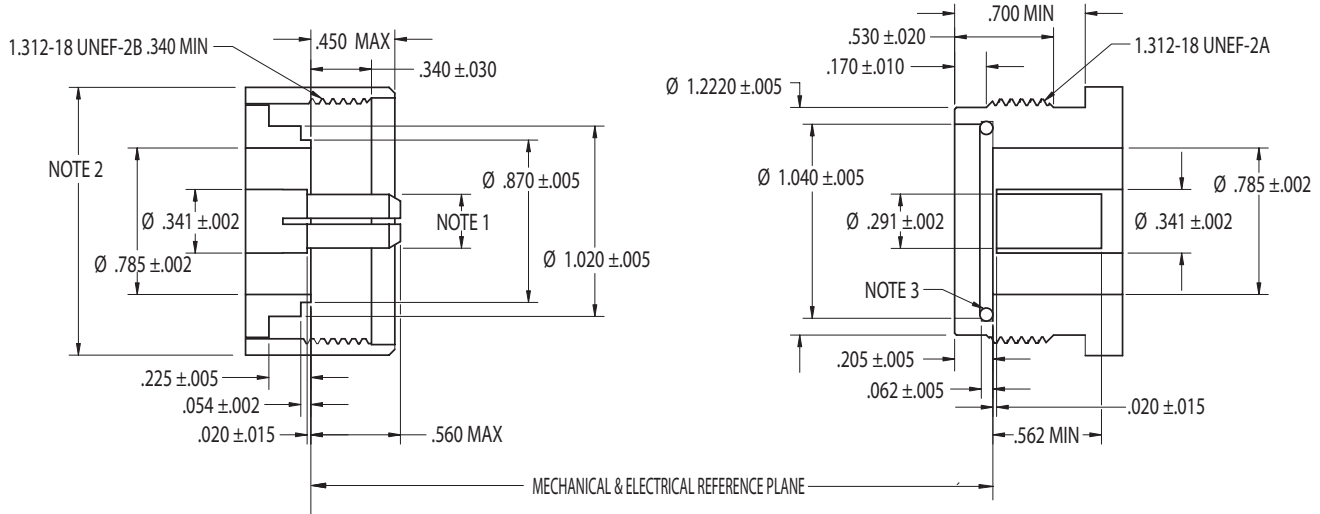 1.312-18 UNEF-2B .340 MIN
.450 MAX
.340 ±.030
NOTE 2
Ø .341 ±.002
Ø .785 ±.002
NOTE 1
Ø .870 ±.005
Ø 1.020 ±.005
.225 ±.005
.054 ±.002
.020 ±.015
.560 MAX
.700 MIN
.530 ±.020
.170 ±.010
1.312-18 UNEF-2A
Ø 1.2220 ±.005
Ø 1.040 ±.005
Ø .291 ±.002
Ø .785 ±.002
Ø .341 ±.002
NOTE 3
.205 ±.005
.062 ±.005
.020 ±.015
.562 MIN
MECHANICAL & ELECTRICAL REFERENCE PLANE